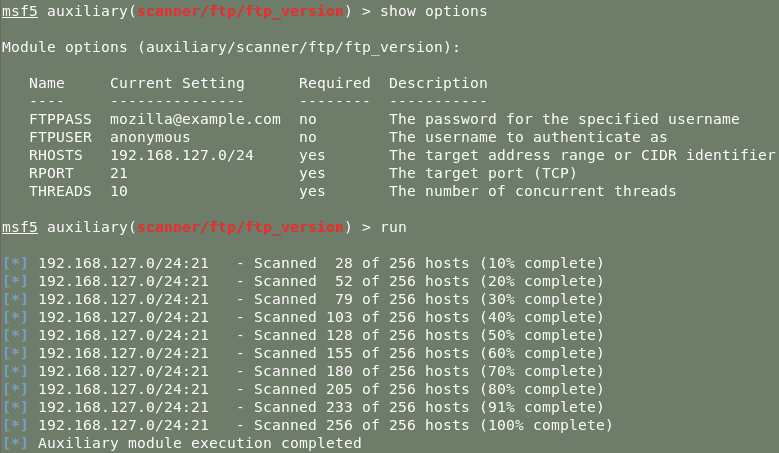 msf5 auxiliary(scanner/ftp/ftp_version) > show options
Module options (auxiliary/scanner/ftp/ftp_version):
Name     Current Setting      Required  Description
----     ---------------      --------  -----------
FTPPASS  mozilla@example.com  no        The password for the specified username
FTPUSER  anonymous            no        The username to authenticate as
RHOSTS   192.168.127.0/24     yes       The target address range or CIDR identifier
RPORT    21                   yes       The target port (TCP)
THREADS  10                   yes       The number of concurrent threads
msf5 auxiliary(scanner/ftp/ftp_version) > run
[*] 192.168.127.0/24:21   - Scanned  28 of 256 hosts (10% complete)
[*] 192.168.127.0/24:21   - Scanned  52 of 256 hosts (20% complete)
[*] 192.168.127.0/24:21   - Scanned  79 of 256 hosts (30% complete)
[*] 192.168.127.0/24:21   - Scanned 103 of 256 hosts (40% complete)
[*] 192.168.127.0/24:21   - Scanned 128 of 256 hosts (50% complete)
[*] 192.168.127.0/24:21   - Scanned 155 of 256 hosts (60% complete)
[*] 192.168.127.0/24:21   - Scanned 180 of 256 hosts (70% complete)
[*] 192.168.127.0/24:21   - Scanned 205 of 256 hosts (80% complete)
[*] 192.168.127.0/24:21   - Scanned 233 of 256 hosts (91% complete)
[*] 192.168.127.0/24:21   - Scanned 256 of 256 hosts (100% complete)
[*] Auxiliary module execution completed